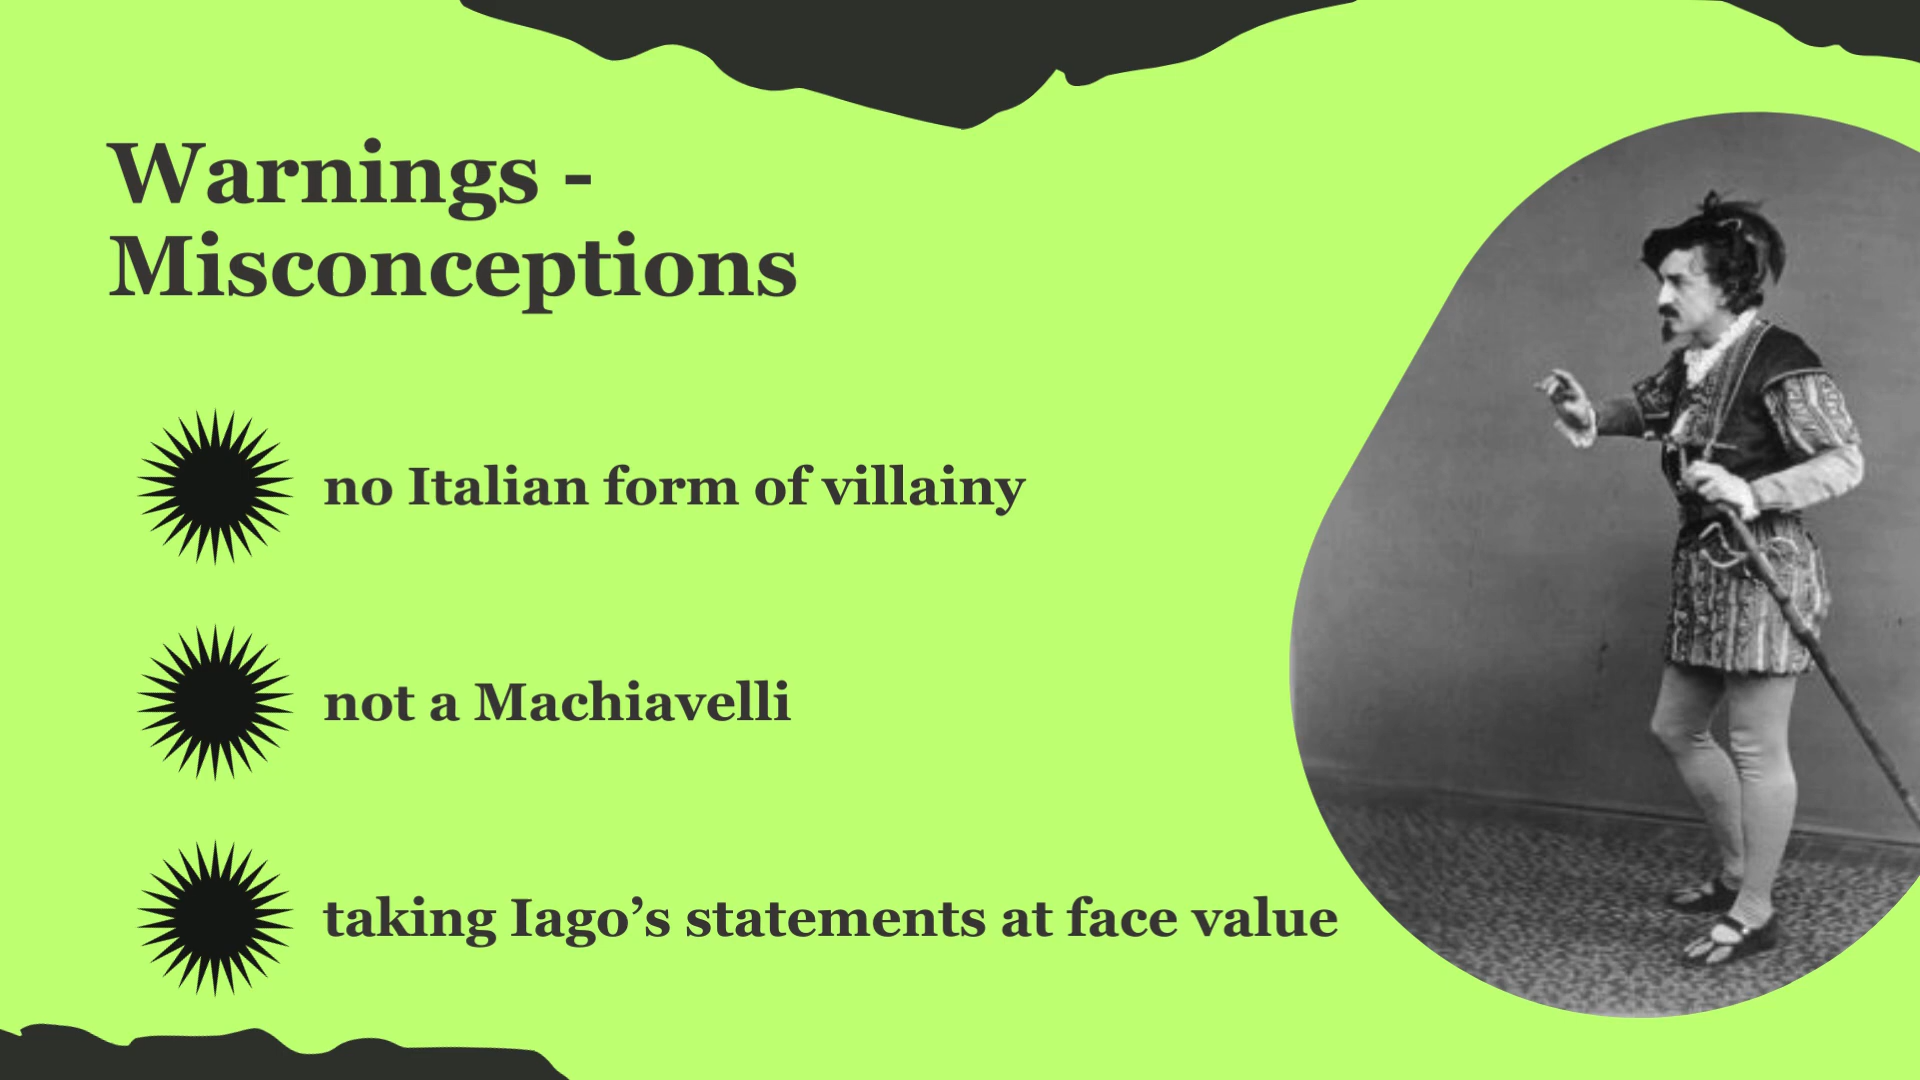 Warnings -
Misconceptions
no Italian form of villainy
not a Machiavelli
taking Iago’s statements at face value